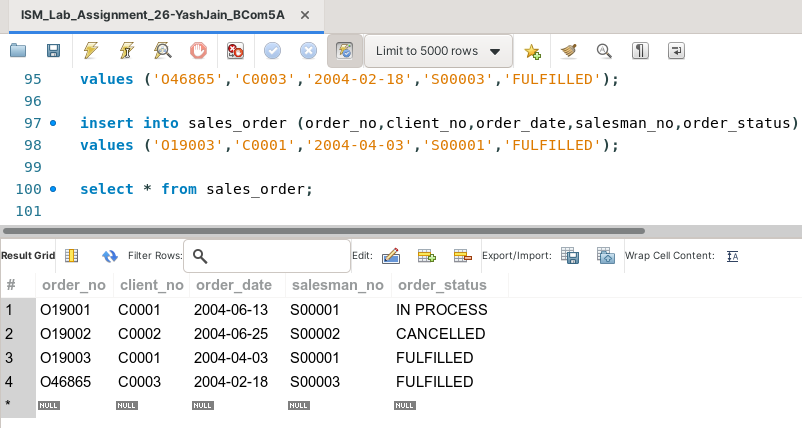 ISM_Lab_Assignment_26-YashJain_BCom5A ×
Limit to 5000 rows
95 values ('O46865','C0003','2004-02-18','S00003','FULFILLED');
96
97 insert into sales_order (order_no,client_no,order_date,salesman_no,order_status)
98 values ('O19003','C0001','2004-04-03','S00001','FULFILLED');
99
100 select * from sales_order;
101
Result Grid Filter Rows: Edit: Export/Import: Wrap Cell Content: IA
# order_no client_no order_date salesman_no order_status
1 O19001 C0001 2004-06-13 S00001 IN PROCESS
2 O19002 C0002 2004-06-25 S00002 CANCELLED
3 O19003 C0001 2004-04-03 S00001 FULFILLED
4 O46865 C0003 2004-02-18 S00003 FULFILLED
* NULL NULL NULL NULL NULL